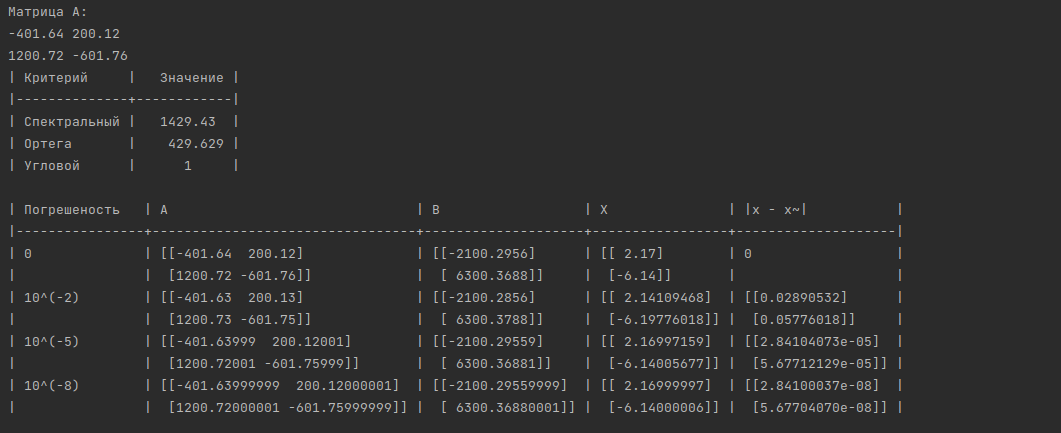 Матрица A:
-401.64 200.12
1200.72 -601.76
| Критерий     |   Значение |
|--------------+------------|
| Спектральный |   1429.43  |
| Ортега       |    429.629 |
| Угловой      |      1     |
| Погрешеность   | A                               | B                  | X               | |x - x~|           |
|----------------+---------------------------------+--------------------+-----------------+--------------------|
| 0              | [[-401.64  200.12]              | [[-2100.2956]      | [[ 2.17]        | 0                  |
|                |  [1200.72 -601.76]]             |  [ 6300.3688]]     |  [-6.14]]       |                    |
| 10^(-2)        | [[-401.63  200.13]              | [[-2100.2856]      | [[ 2.14109468]  | [[0.02890532]      |
|                |  [1200.73 -601.75]]             |  [ 6300.3788]]     |  [-6.19776018]] |  [0.05776018]]     |
| 10^(-5)        | [[-401.63999  200.12001]        | [[-2100.29559]     | [[ 2.16997159]  | [[2.84104073e-05]  |
|                |  [1200.72001 -601.75999]]       |  [ 6300.36881]]    |  [-6.14005677]] |  [5.67712129e-05]] |
| 10^(-8)        | [[-401.63999999  200.12000001]  | [[-2100.29559999]  | [[ 2.16999997]  | [[2.84100037e-08]  |
|                |  [1200.72000001 -601.75999999]] |  [ 6300.36880001]] |  [-6.14000006]] |  [5.67704070e-08]] |